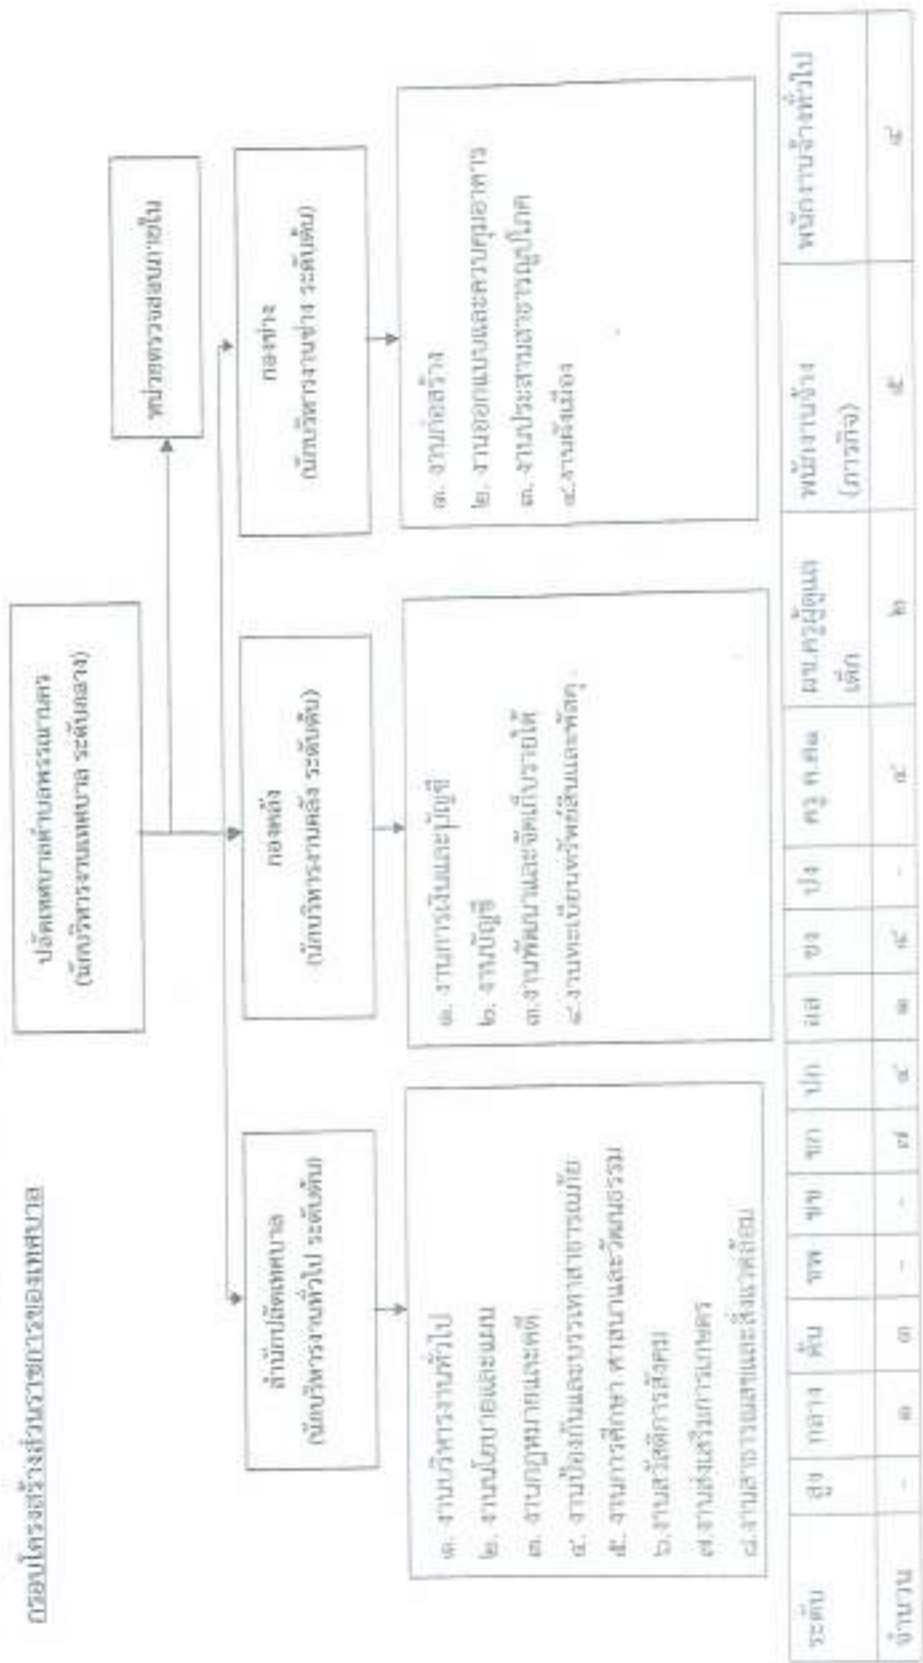 กรอบโครงสร้างส่วนราชการของเทศบาล
ปลัดเทศบาลตำบลพรรณานคร
(นักบริหารงานเทศบาล ระดับกลาง)
หน่วยตรวจสอบภายใน
สำนักปลัดเทศบาล
(นักบริหารงานทั่วไป ระดับต้น)
กองคลัง
(นักบริหารงานคลัง ระดับต้น)
กองช่าง
(นักบริหารงานช่าง ระดับต้น)
๑. งานบริหารงานทั่วไป
๒. งานนโยบายและแผน
๓. งานกฎหมายและคดี
๔. งานป้องกันและบรรเทาสาธารณภัย
๕. งานการศึกษา ศาสนาและวัฒนธรรม
๖.งานสวัสดิการสังคม
๗.งานส่งเสริมการเกษตร
๘.งานสาธารณสุขและสิ่งแวดล้อม
๑. งานการเงินและบัญชี
๒. งานบัญชี
๓.งานพัฒนาและจัดเก็บรายได้
๔.งานทะเบียนทรัพย์สินและพัสดุ
๑. งานก่อสร้าง
๒. งานออกแบบและควบคุมอาคาร
๓. งานประสานสาธารณูปโภค
๔.งานผังเมือง
ระดับ สูง กลาง ต้น ชพ ชก ปก อส ชง ปง ครู คศ. ผช.ครูผู้ดูแลเด็ก พนักงานจ้าง (ภารกิจ) พนักงานจ้างทั่วไป
จำนวน - ๑ ๓ - - ๗ - ๑